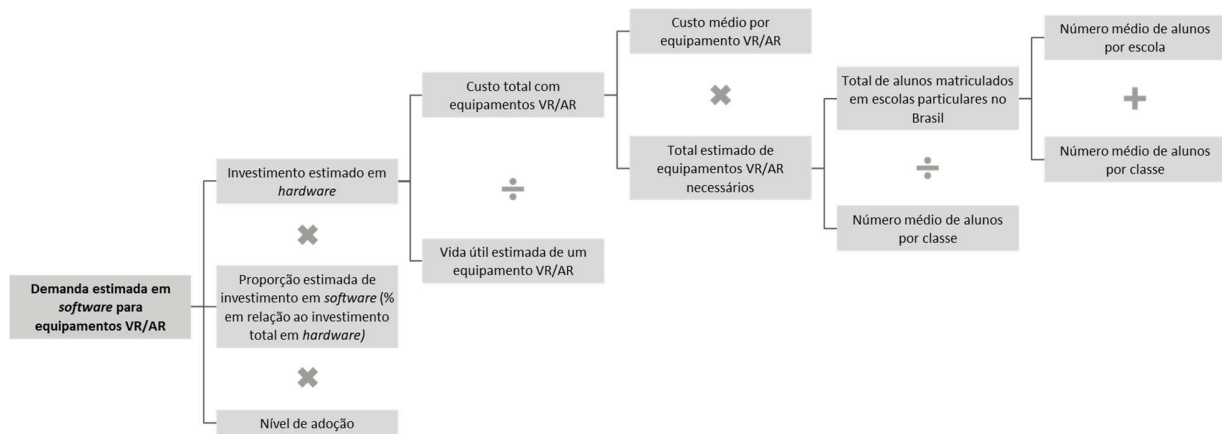 Demanda estimada em
software para
equipamentos VR/AR
Investimento estimado em
hardware
Proporção estimada de
investimento em software (%
em relação ao investimento
total em hardware)
Nível de adoção
Custo total com
equipamentos VR/AR
÷
Vida útil estimada de um
equipamento VR/AR
Custo médio por
equipamento VR/AR
Total estimado de
equipamentos VR/AR
necessários
Total de alunos matriculados
em escolas particulares no
Brasil
÷
Número médio de alunos
por classe
Número médio de alunos
por escola
+
Número médio de alunos
por classe